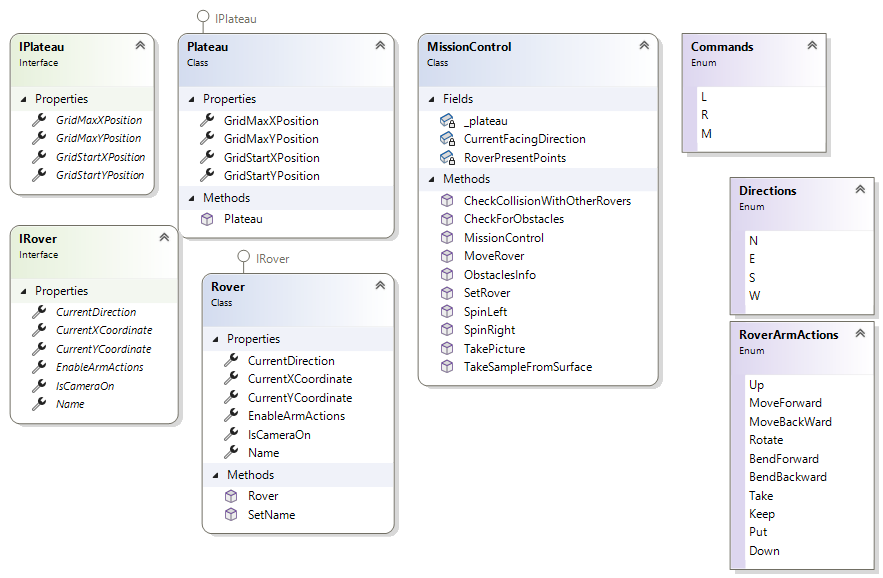 IPlateau
IPlateau
Interface
Properties
GridMaxXPosition
GridMaxYPosition
GridStartXPosition
GridStartYPosition
Plateau
Class
Properties
GridMaxXPosition
GridMaxYPosition
GridStartXPosition
GridStartYPosition
Methods
Plateau
MissionControl
Class
Fields
_plateau
CurrentFacingDirection
RoverPresentPoints
Methods
CheckCollisionWithOtherRovers
CheckForObstacles
MissionControl
MoveRover
ObstaclesInfo
SetRover
SpinLeft
SpinRight
TakePicture
TakeSampleFromSurface
Commands
Enum
L
R
M
Directions
Enum
N
E
S
W
IRover
Interface
Properties
CurrentDirection
CurrentXCoordinate
CurrentYCoordinate
EnableArmActions
IsCameraOn
Name
IRover
Rover
Class
Properties
CurrentDirection
CurrentXCoordinate
CurrentYCoordinate
EnableArmActions
IsCameraOn
Name
Methods
Rover
SetName
RoverArmActions
Enum
Up
MoveForward
MoveBackWard
Rotate
BendForward
BendBackward
Take
Keep
Put
Down